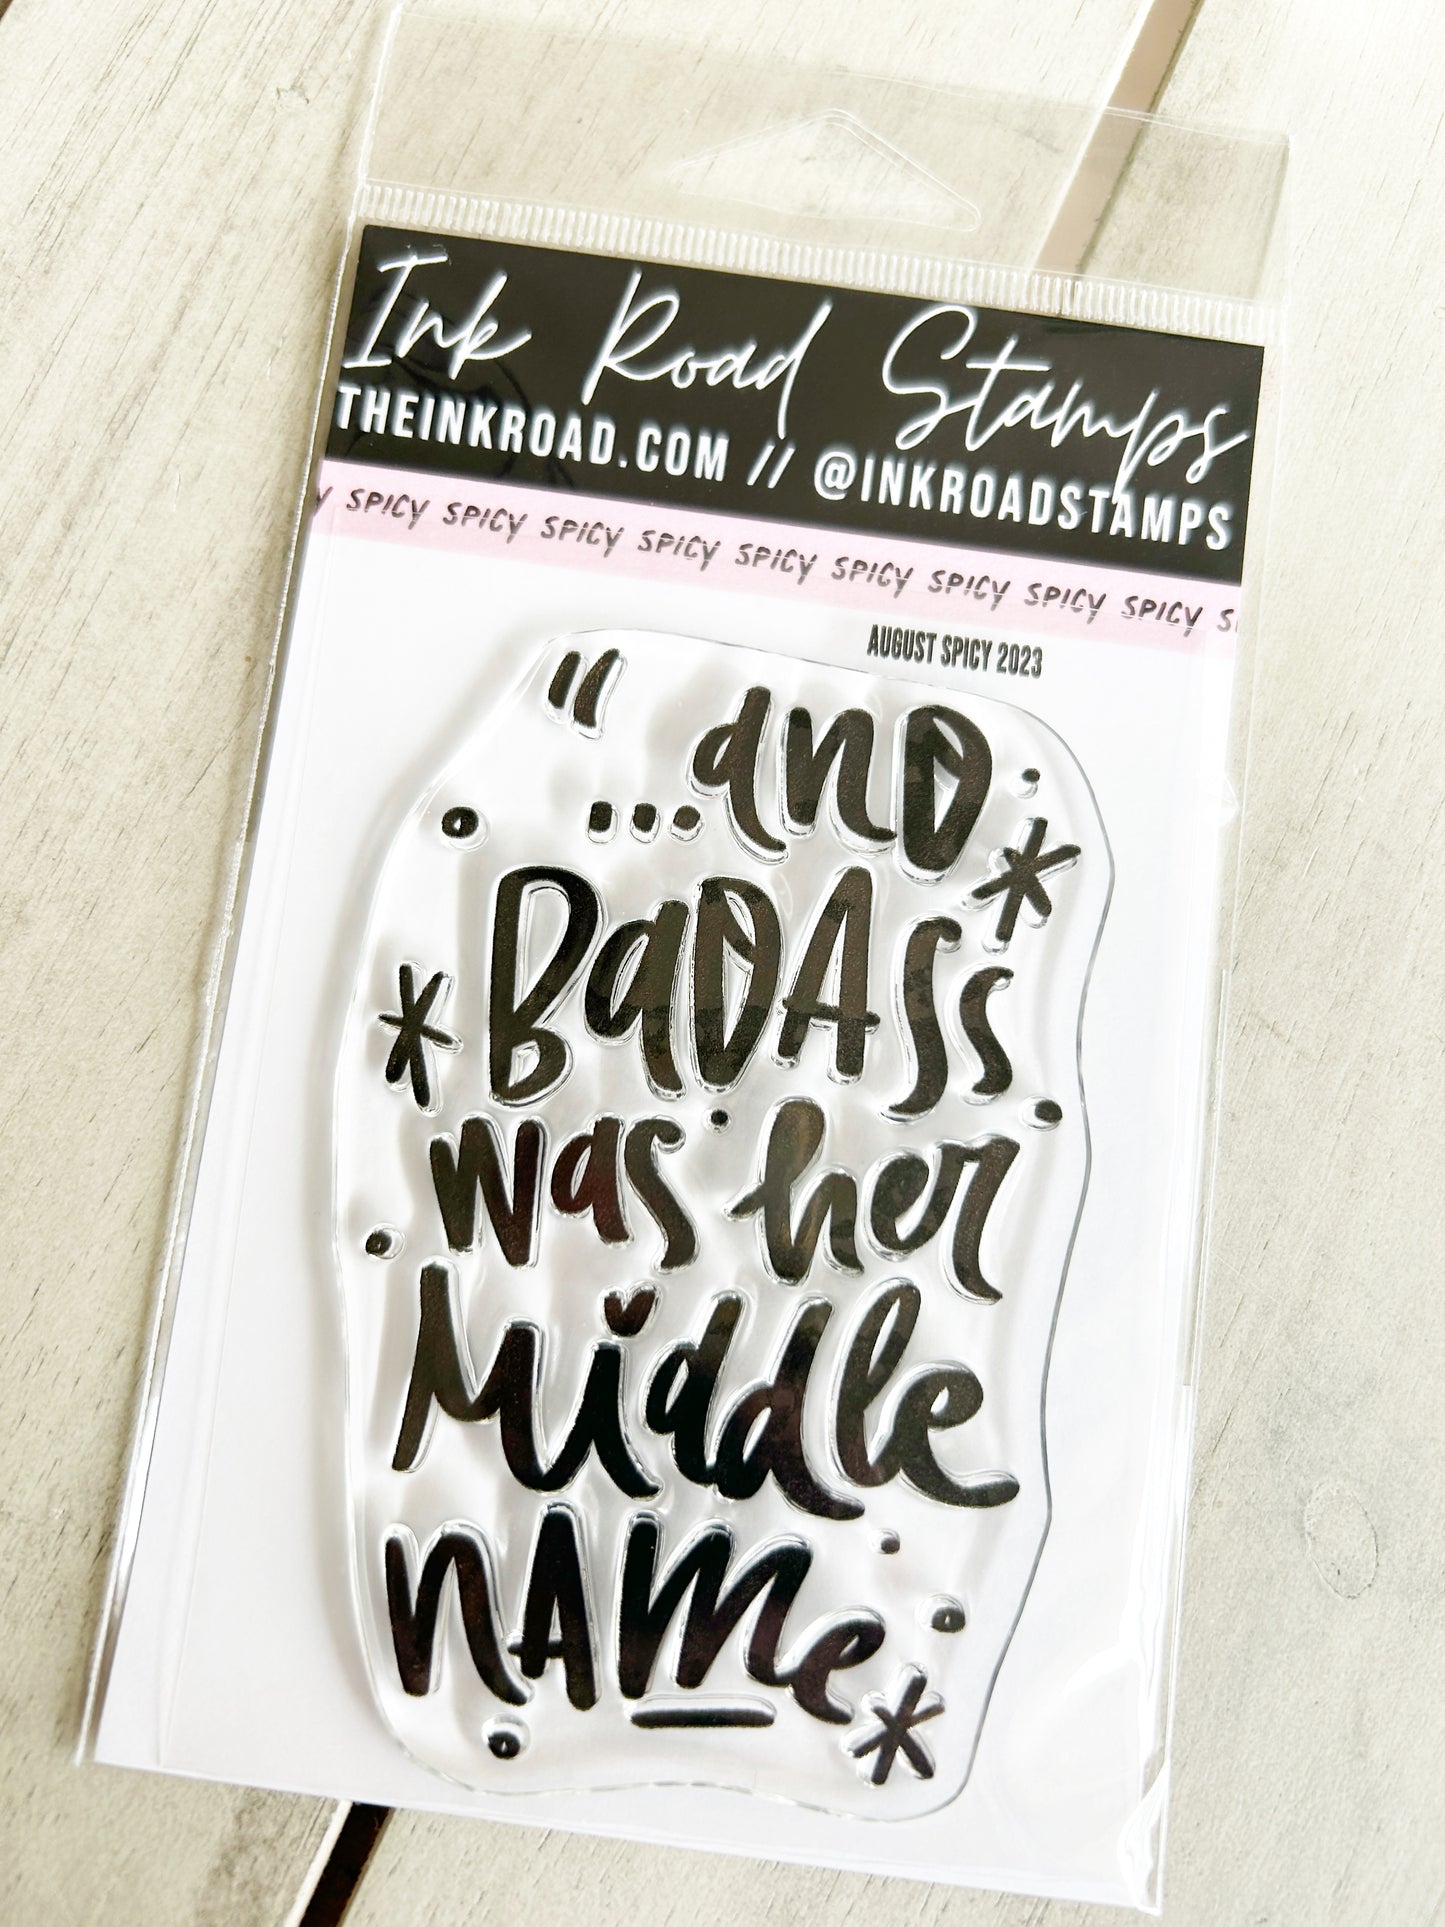 Ink Road Stamps
THEINKROAD.COM // @INKROADSTAMPS
SPICY SPICY SPICY SPICY SPICY SPICY SPICY SPICY SPICY
AUGUST SPICY 2023
"...and
BadAss
was her
Middle
NAMe